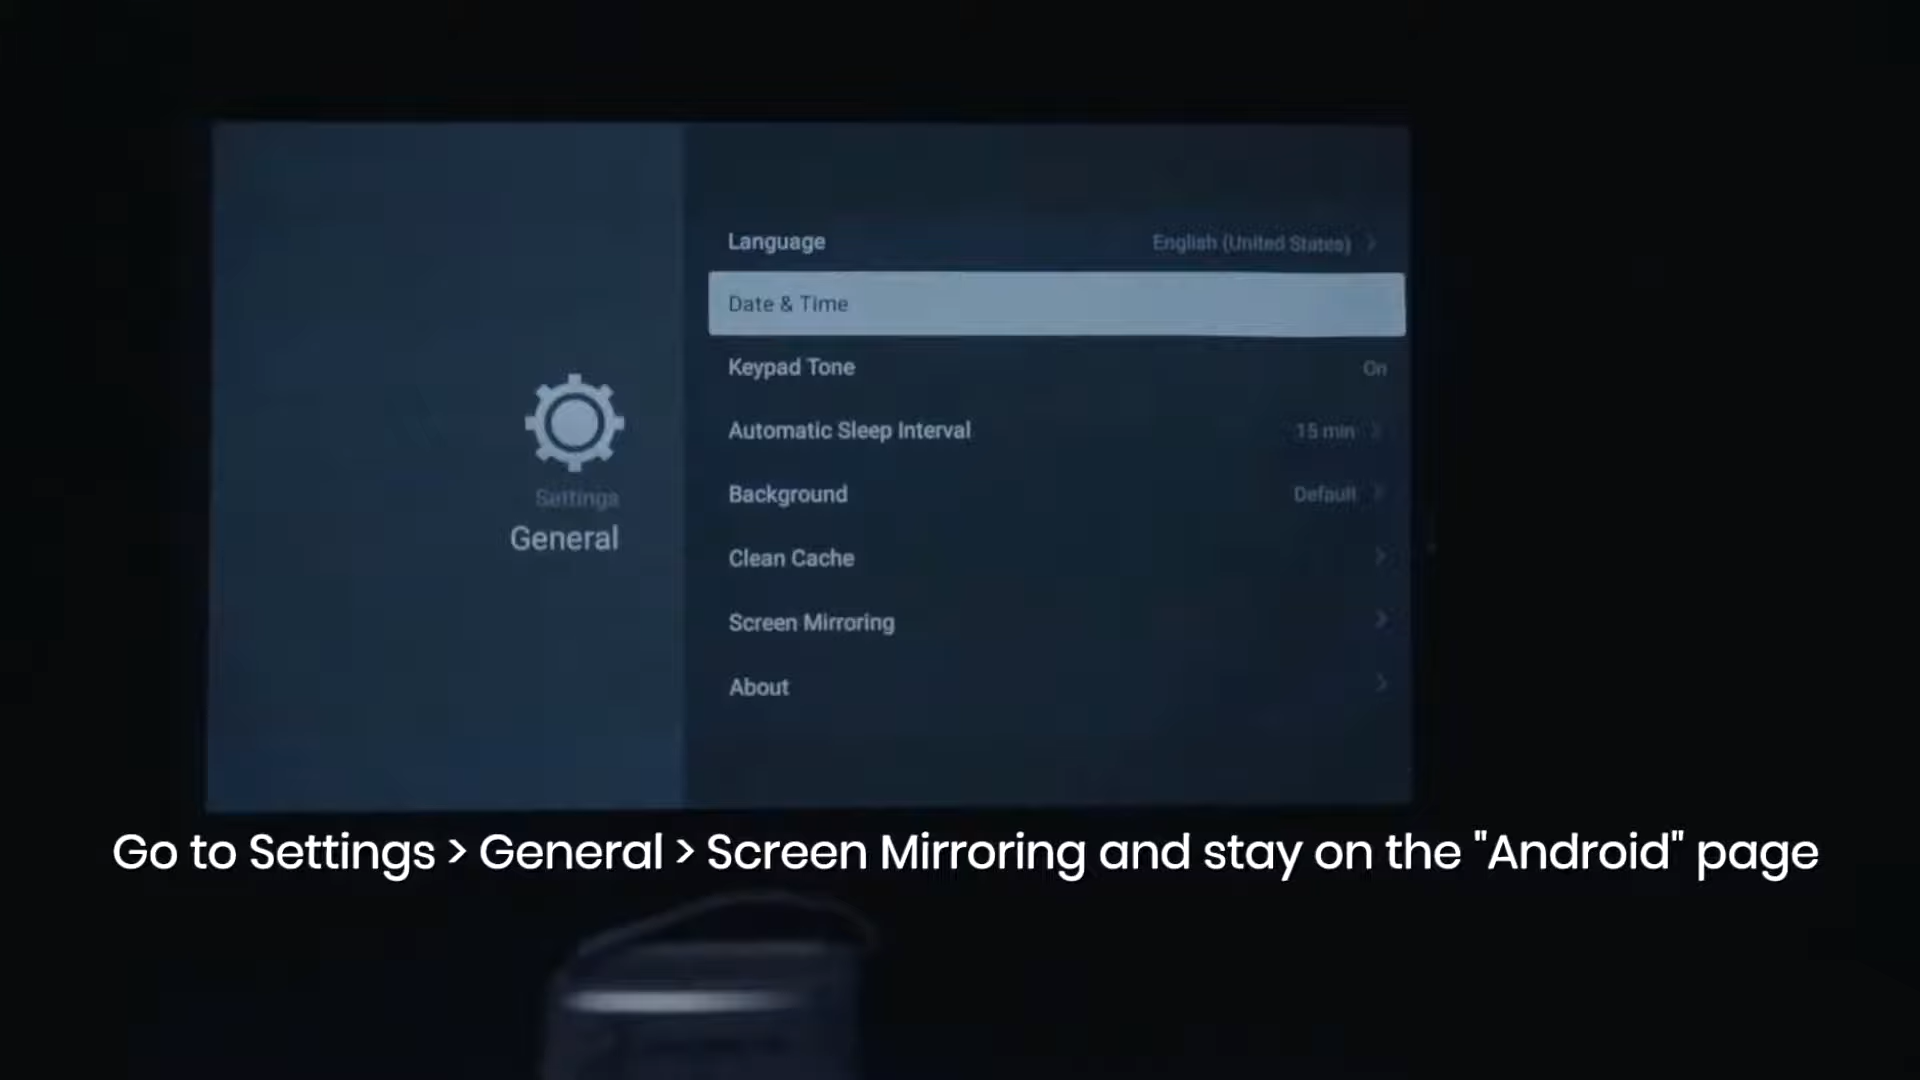 Language English (United States)
Date & Time
Keypad Tone On
Automatic Sleep Interval 15 min
Settings
Background Default
General
Clean Cache
Screen Mirroring
About
Go to Settings > General > Screen Mirroring and stay on the "Android" page